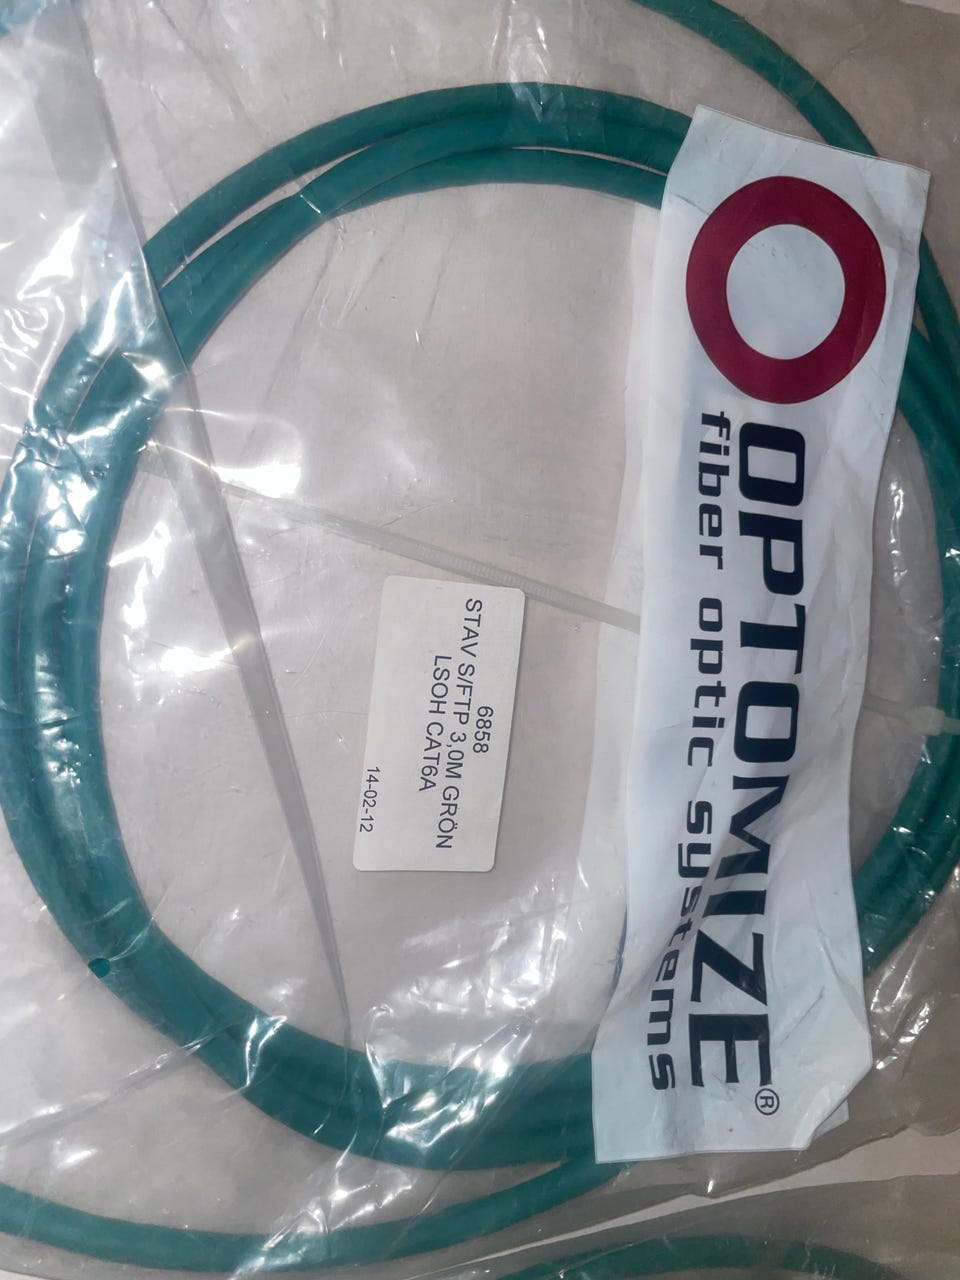 OPTOMIZE®
fiber optic systems
6858
STAV S/FTP 3,0M GRÖN
LSOH CAT6A
14-02-12